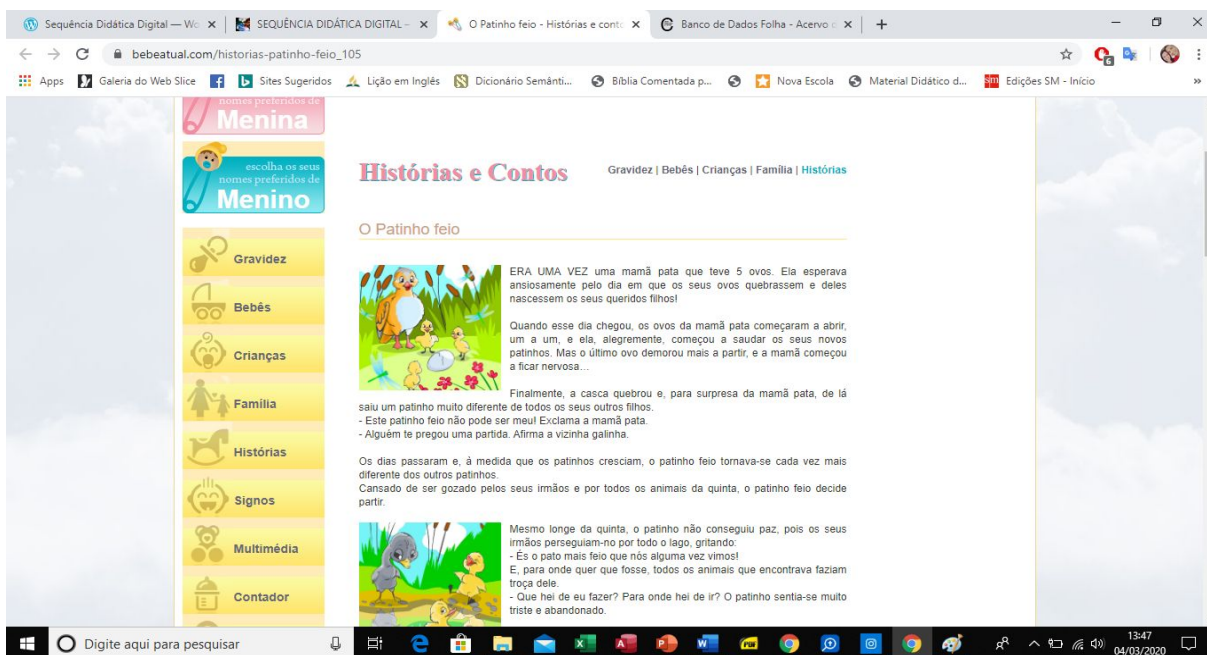 Sequência Didática Digital — Wo
SEQUÊNCIA DIDÁTICA DIGITAL –
O Patinho feio - Histórias e conto
Banco de Dados Folha - Acervo d
bebeatual.com/historias-patinho-feio_105
Apps
Galeria do Web Slice
Sites Sugeridos
Lição em Inglês
Dicionário Semânti...
Bíblia Comentada p...
Nova Escola
Material Didático d...
Edições SM - Início
»
nomes preferidos de
Menina
escolha os seus
nomes preferidos de
Menino
Gravidez
Bebês
Crianças
Família
Histórias
Signos
Multimédia
Contador
Histórias e Contos
Gravidez | Bebês | Crianças | Família | Histórias
O Patinho feio
ERA UMA VEZ uma mamã pata que teve 5 ovos. Ela esperava
ansiosamente pelo dia em que os seus ovos quebrassem e deles
nascessem os seus queridos filhos!
Quando esse dia chegou, os ovos da mamã pata começaram a abrir,
um a um, e ela, alegremente, começou a saudar os seus novos
patinhos. Mas o último ovo demorou mais a partir, e a mamã começou
a ficar nervosa…
Finalmente, a casca quebrou e, para surpresa da mamã pata, de lá
saiu um patinho muito diferente de todos os seus outros filhos.
- Este patinho feio não pode ser meu! Exclama a mamã pata.
- Alguém te pregou uma partida. Afirma a vizinha galinha.
Os dias passaram e, à medida que os patinhos cresciam, o patinho feio tornava-se cada vez mais
diferente dos outros patinhos.
Cansado de ser gozado pelos seus irmãos e por todos os animais da quinta, o patinho feio decide
partir.
Mesmo longe da quinta, o patinho não conseguiu paz, pois os seus
irmãos perseguiam-no por todo o lago, gritando:
- És o pato mais feio que nós alguma vez vimos!
E, para onde quer que fosse, todos os animais que encontrava faziam
troça dele.
- Que hei de eu fazer? Para onde hei de ir? O patinho sentia-se muito
triste e abandonado.
Digite aqui para pesquisar
13:47
04/03/2020